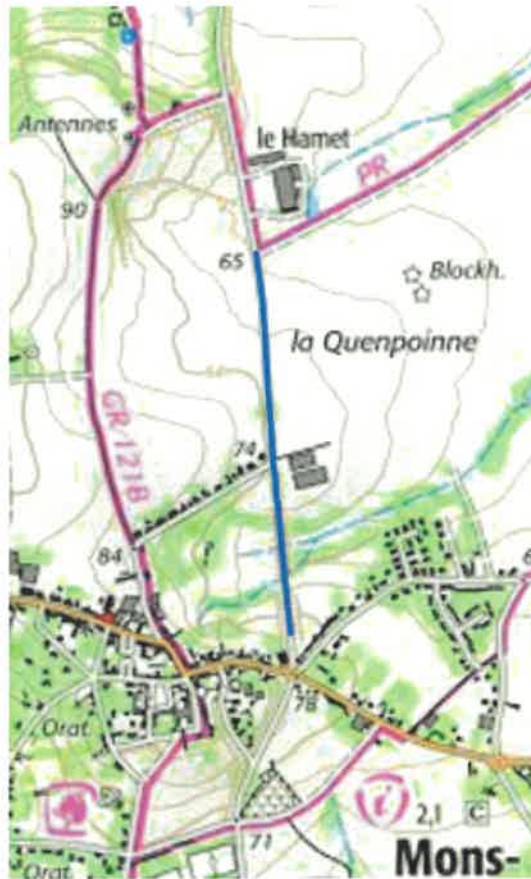 Antennes
le Hamet
PR
90
65
Blockh.
la Quenpoinne
GR 121B
74
84
6
78
Orat.
i
2,1
C
71
Mons-
Orat.